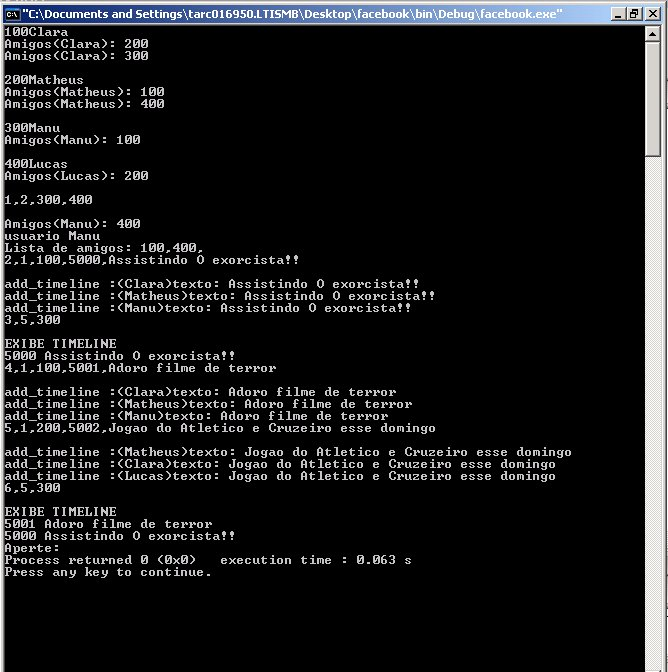 "C:\Documents and Settings\tarc016950.LTISMB\Desktop\facebook\bin\Debug\facebook.exe"
100Clara
Amigos(Clara): 200
Amigos(Clara): 300
200Matheus
Amigos(Matheus): 100
Amigos(Matheus): 400
300Manu
Amigos(Manu): 100
400Lucas
Amigos(Lucas): 200
1,2,300,400
Amigos(Manu): 400
usuario Manu
Lista de amigos: 100,400,
2,1,100,5000,Assistindo O exorcista!!
add_timeline :(Clara)texto: Assistindo O exorcista!!
add_timeline :(Matheus)texto: Assistindo O exorcista!!
add_timeline :(Manu)texto: Assistindo O exorcista!!
3,5,300
EXIBE TIMELINE
5000 Assistindo O exorcista!!
4,1,100,5001,Adoro filme de terror
add_timeline :(Clara)texto: Adoro filme de terror
add_timeline :(Matheus)texto: Adoro filme de terror
add_timeline :(Manu)texto: Adoro filme de terror
5,1,200,5002,Jogao do Atletico e Cruzeiro esse domingo
add_timeline :(Matheus)texto: Jogao do Atletico e Cruzeiro esse domingo
add_timeline :(Clara)texto: Jogao do Atletico e Cruzeiro esse domingo
add_timeline :(Lucas)texto: Jogao do Atletico e Cruzeiro esse domingo
6,5,300
EXIBE TIMELINE
5001 Adoro filme de terror
5000 Assistindo O exorcista!!
Aperte:
Process returned 0 (0x0)   execution time : 0.063 s
Press any key to continue.